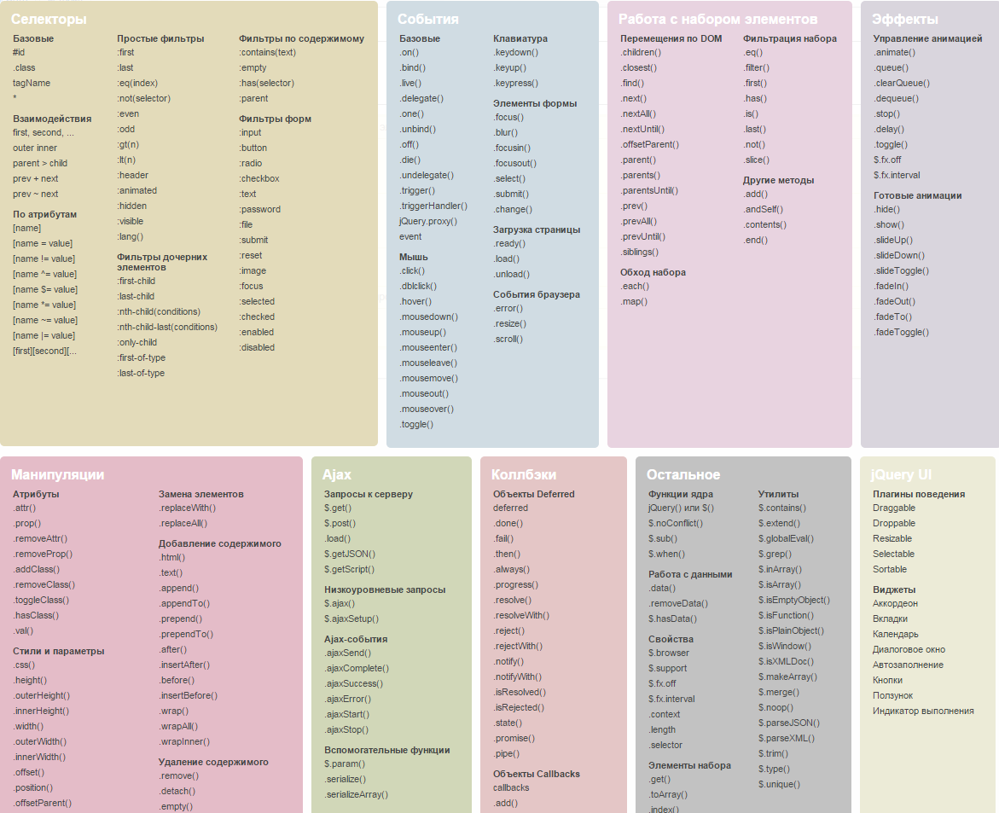 Селекторы
Базовые
#id
.class
tagName
*
Взаимодействия
first, second, ...
outer inner
parent > child
prev + next
prev ~ next
По атрибутам
[name]
[name = value]
[name != value]
[name ^= value]
[name $= value]
[name *= value]
[name ~= value]
[name |= value]
[first][second][...
Простые фильтры
:first
:last
:eq(index)
:not(selector)
:even
:odd
:gt(n)
:lt(n)
:header
:animated
:hidden
:visible
:lang()
Фильтры дочерних
элементов
:first-child
:last-child
:nth-child(conditions)
:nth-child-last(conditions)
:only-child
:first-of-type
:last-of-type
Фильтры по содержимому
:contains(text)
:empty
:has(selector)
:parent
Фильтры форм
:input
:button
:radio
:checkbox
:text
:password
:file
:submit
:reset
:image
:focus
:selected
:checked
:enabled
:disabled
События
Базовые
.on()
.bind()
.live()
.delegate()
.one()
.unbind()
.off()
.die()
.undelegate()
.trigger()
.triggerHandler()
jQuery.proxy()
event
Мышь
.click()
.dblclick()
.hover()
.mousedown()
.mouseup()
.mouseenter()
.mouseleave()
.mousemove()
.mouseout()
.mouseover()
.toggle()
Клавиатура
.keydown()
.keyup()
.keypress()
Элементы формы
.focus()
.blur()
.focusin()
.focusout()
.select()
.submit()
.change()
Загрузка страницы
.ready()
.load()
.unload()
События браузера
.error()
.resize()
.scroll()
Работа с набором элементов
Перемещения по DOM
.children()
.closest()
.find()
.next()
.nextAll()
.nextUntil()
.offsetParent()
.parent()
.parents()
.parentsUntil()
.prev()
.prevAll()
.prevUntil()
.siblings()
Обход набора
.each()
.map()
Фильтрация набора
.eq()
.filter()
.first()
.has()
.is()
.last()
.not()
.slice()
Другие методы
.add()
.andSelf()
.contents()
.end()
Эффекты
Управление анимацией
.animate()
.queue()
.clearQueue()
.dequeue()
.stop()
.delay()
.toggle()
$.fx.off
$.fx.interval
Готовые анимации
.hide()
.show()
.slideUp()
.slideDown()
.slideToggle()
.fadeIn()
.fadeOut()
.fadeTo()
.fadeToggle()
Манипуляции
Атрибуты
.attr()
.prop()
.removeAttr()
.removeProp()
.addClass()
.removeClass()
.toggleClass()
.hasClass()
.val()
Стили и параметры
.css()
.height()
.outerHeight()
.innerHeight()
.width()
.outerWidth()
.innerWidth()
.offset()
.position()
.offsetParent()
Замена элементов
.replaceWith()
.replaceAll()
Добавление содержимого
.html()
.text()
.append()
.appendTo()
.prepend()
.prependTo()
.after()
.insertAfter()
.before()
.insertBefore()
.wrap()
.wrapAll()
.wrapInner()
Удаление содержимого
.remove()
.detach()
.empty()
Ajax
Запросы к серверу
$.get()
$.post()
.load()
$.getJSON()
$.getScript()
Низкоуровневые запросы
$.ajax()
$.ajaxSetup()
Ajax-события
.ajaxSend()
.ajaxComplete()
.ajaxSuccess()
.ajaxError()
.ajaxStart()
.ajaxStop()
Вспомогательные функции
$.param()
.serialize()
.serializeArray()
Коллбэки
Объекты Deferred
deferred
.done()
.fail()
.then()
.always()
.progress()
.resolve()
.resolveWith()
.reject()
.rejectWith()
.notify()
.notifyWith()
.isResolved()
.isRejected()
.state()
.promise()
.pipe()
Объекты Callbacks
callbacks
.add()
Остальное
Функции ядра
jQuery() или $()
$.noConflict()
$.sub()
$.when()
Работа с данными
.data()
.removeData()
$.hasData()
Свойства
$.browser
$.support
$.fx.off
$.fx.interval
.context
.length
.selector
Элементы набора
.get()
.toArray()
.index()
Утилиты
$.contains()
$.extend()
$.globalEval()
$.grep()
$.inArray()
$.isArray()
$.isEmptyObject()
$.isFunction()
$.isPlainObject()
$.isWindow()
$.isXMLDoc()
$.makeArray()
$.merge()
$.noop()
$.parseJSON()
$.parseXML()
$.trim()
$.type()
$.unique()
jQuery UI
Плагины поведения
Draggable
Droppable
Resizable
Selectable
Sortable
Виджеты
Аккордеон
Вкладки
Календарь
Диалоговое окно
Автозаполнение
Кнопки
Ползунок
Индикатор выполнения